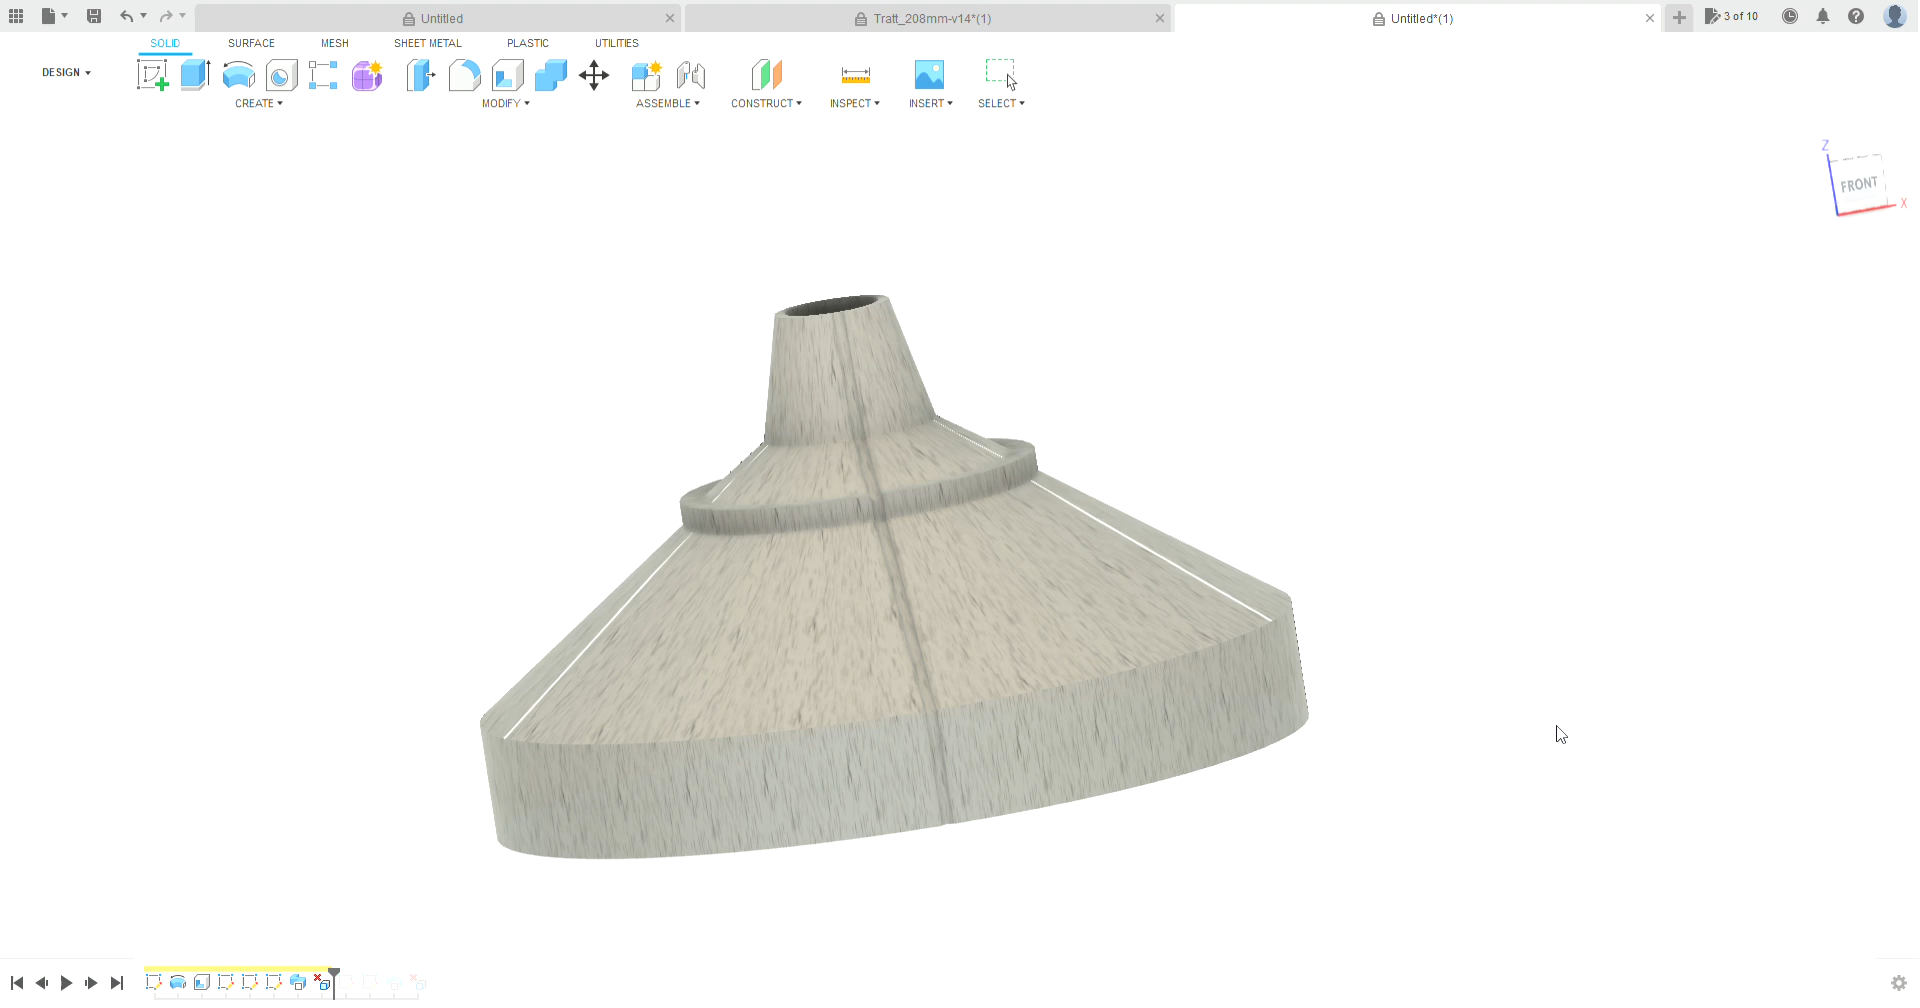 Untitled
Tratt_208mm-v14*(1)
Untitled*(1)
3 of 10
SOLID
SURFACE
MESH
SHEET METAL
PLASTIC
UTILITIES
DESIGN
CREATE
MODIFY
ASSEMBLE
CONSTRUCT
INSPECT
INSERT
SELECT
Z
FRONT
X